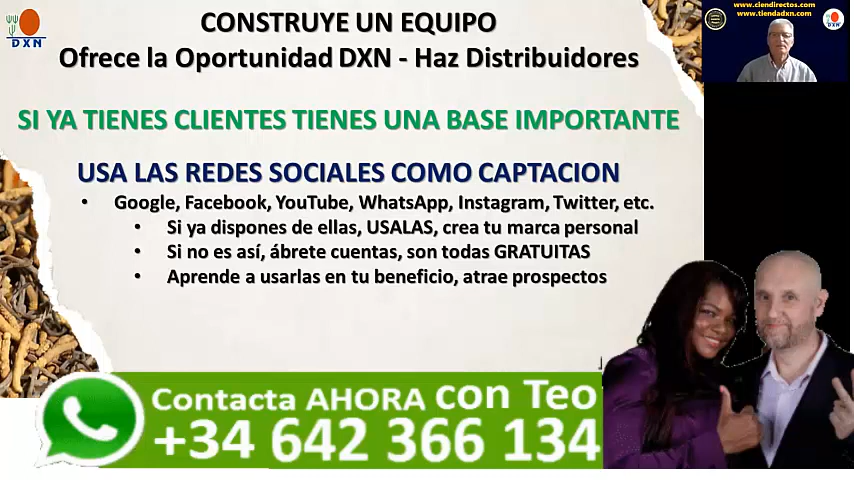 CONSTRUYE UN EQUIPO
Ofrece la Oportunidad DXN - Haz Distribuidores
DXN
www.ciendirectos.com
www.tiendadxn.com
DXN
SI YA TIENES CLIENTES TIENES UNA BASE IMPORTANTE
USA LAS REDES SOCIALES COMO CAPTACION
• Google, Facebook, YouTube, WhatsApp, Instagram, Twitter, etc.
• Si ya dispones de ellas, USALAS, crea tu marca personal
• Si no es así, ábrete cuentas, son todas GRATUITAS
• Aprende a usarlas en tu beneficio, atrae prospectos
Contacta AHORA con Teo
+34 642 366 134